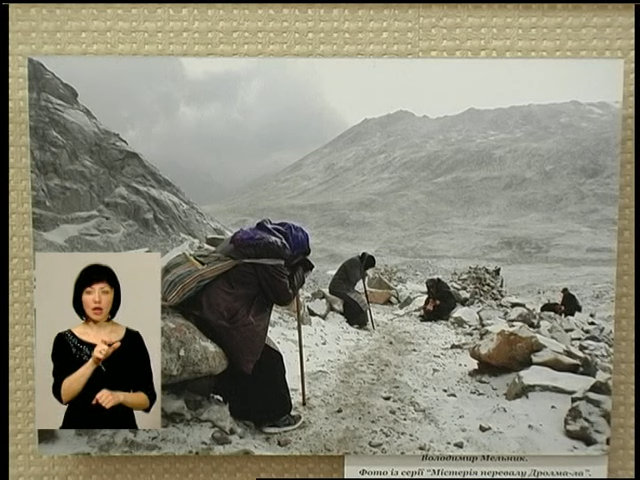 Володимир Мельник.
Фото із серії "Містерія перевалу Дролма-ла".